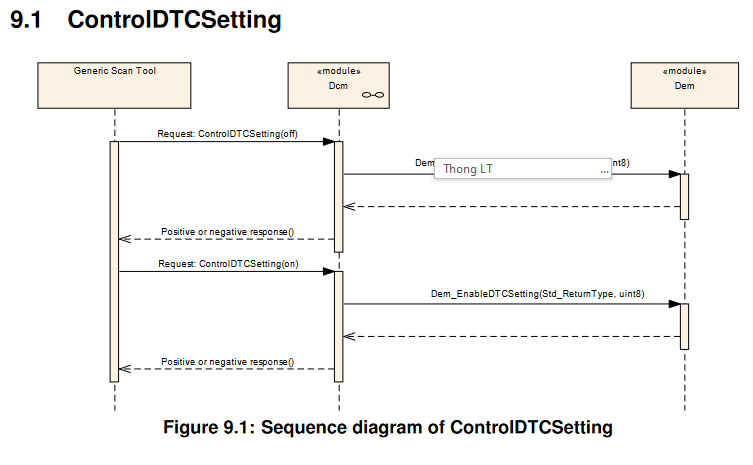 9.1 ControlDTCSetting
Generic Scan Tool
«module»
Dcm
«module»
Dem
Request: ControlDTCSetting(off)
Dem
Thong LT
...
nt8)
Positive or negative response()
Request: ControlDTCSetting(on)
Dem_EnableDTCSetting(Std_ReturnType, uint8)
Positive or negative response()
Figure 9.1: Sequence diagram of ControlDTCSetting